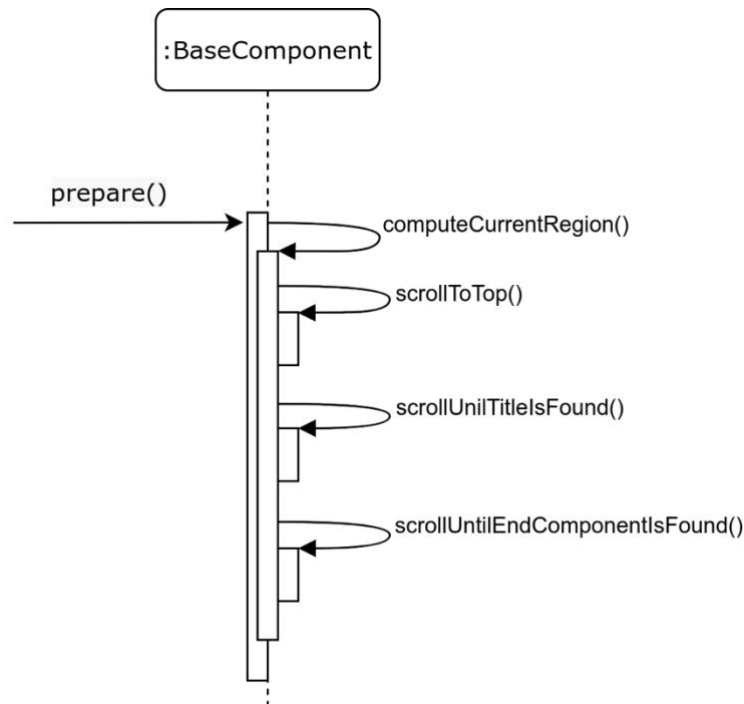 :BaseComponent
prepare()
computeCurrentRegion()
scrollToTop()
scrollUnilTitleIsFound()
scrollUntilEndComponentIsFound()